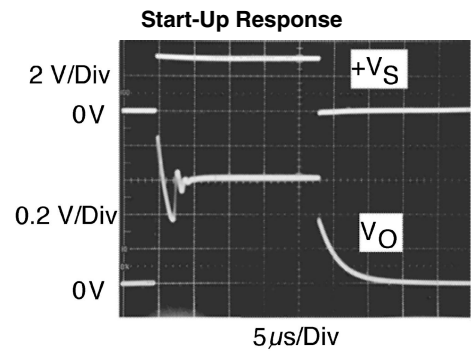 Start-Up Response
2 V/Div
+VS
0V
0.2 V/Div
VO
0V
5µs/Div